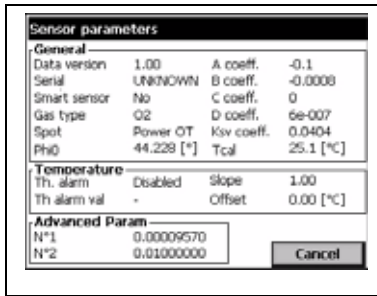 Sensor parameters
General
Data version 1.00 A coeff. -0.1
Serial UNKNOWN B coeff. -0.0008
Smart sensor No C coeff. 0
Gas type O2 D coeff. 6e-007
Spot Power OT Ksv coeff. 0.0404
Phi0 44.228 [°] Tcal 25.1 [°C]
Temperature
Th. alarm Disabled Slope 1.00
Th alarm val - Offset 0.00 [°C]
Advanced Param
N°1 0.00009570
N°2 0.01000000
Cancel